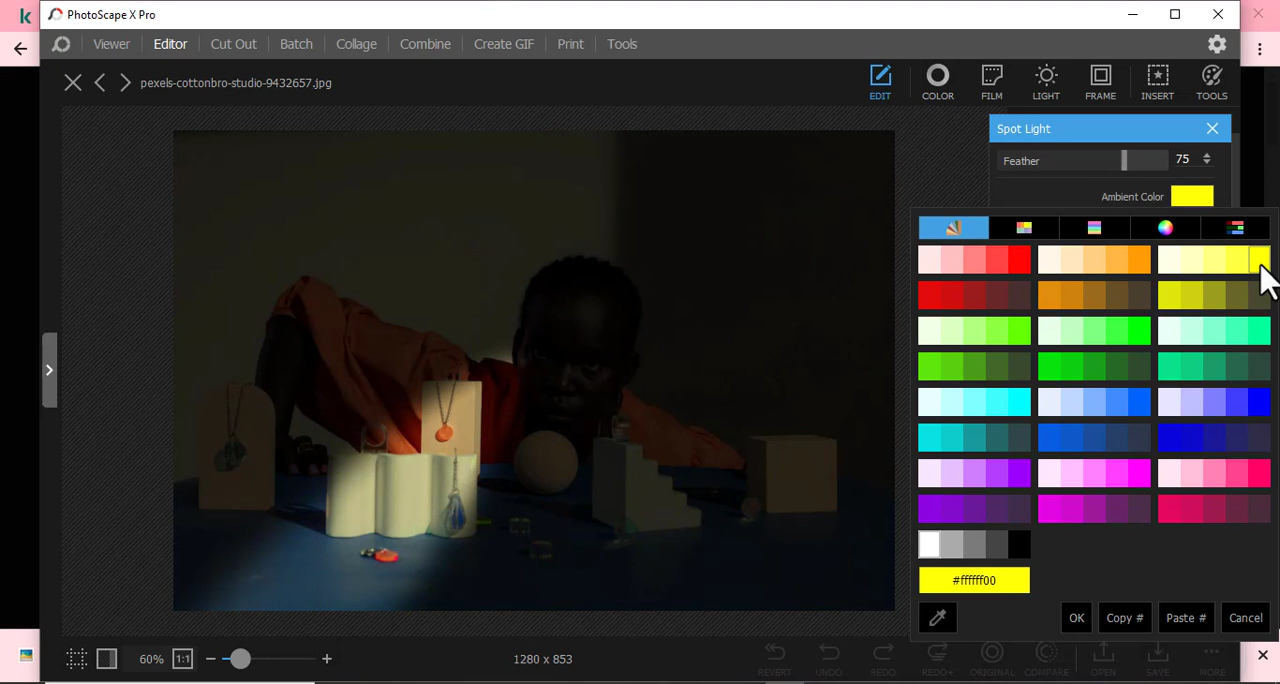 k
PhotoScape X Pro
Viewer
Editor
Cut Out
Batch
Collage
Combine
Create GIF
Print
Tools
pexels-cottonbro-studio-9432657.jpg
EDIT
COLOR
FILM
LIGHT
FRAME
INSERT
TOOLS
Spot Light
Feather
75
Ambient Color
#ffffff00
OK
Copy #
Paste #
Cancel
60%
1:1
1280 x 853
REVERT
UNDO
REDO
REDO+
ORIGINAL
COMPARE
OPEN
SAVE
MORE